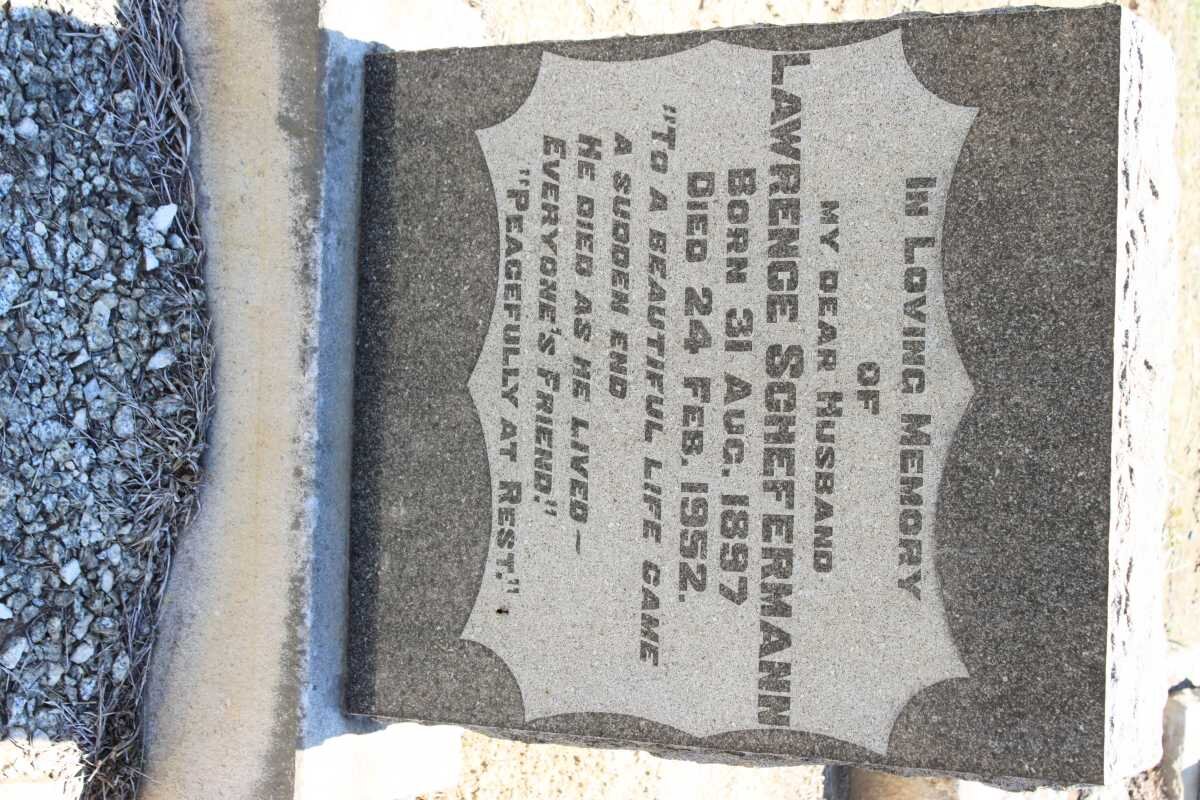 IN LOVING MEMORY
OF
MY DEAR HUSBAND
LAWRENCE SCHEFERMANN
BORN 31 AUG. 1897
DIED 24 FEB. 1952.
"TO A BEAUTIFUL LIFE CAME
A SUDDEN END
HE DIED AS HE LIVED —
EVERYONE'S FRIEND."
"PEACEFULLY AT REST."